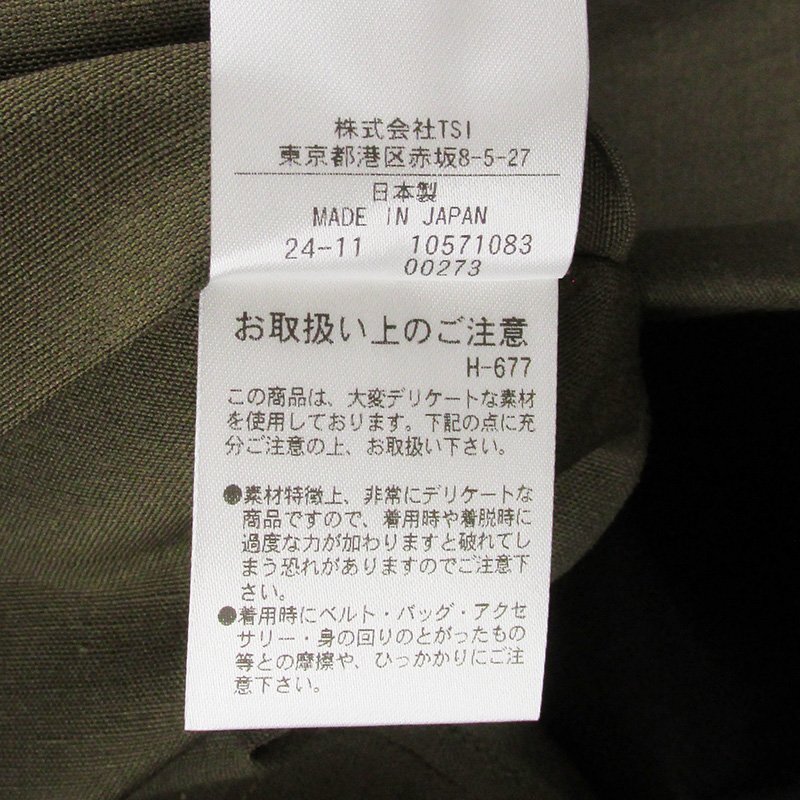 株式会社TSI
東京都港区赤坂8-5-27
日本製
MADE IN JAPAN
24-11 10571083
00273
お取扱い上のご注意
H-677
この商品は、大変デリケートな素材
を使用しております。下記の点に充
分ご注意の上、お取扱い下さい。
●素材特徴上、非常にデリケートな
商品ですので、着用時や着脱時に
過度な力が加わりますと破れてし
まう恐れがありますのでご注意下
さい。
●着用時にベルト・バッグ・アクセ
サリー・身の回りのとがったもの
等との摩擦や、ひっかかりにご注
意下さい。